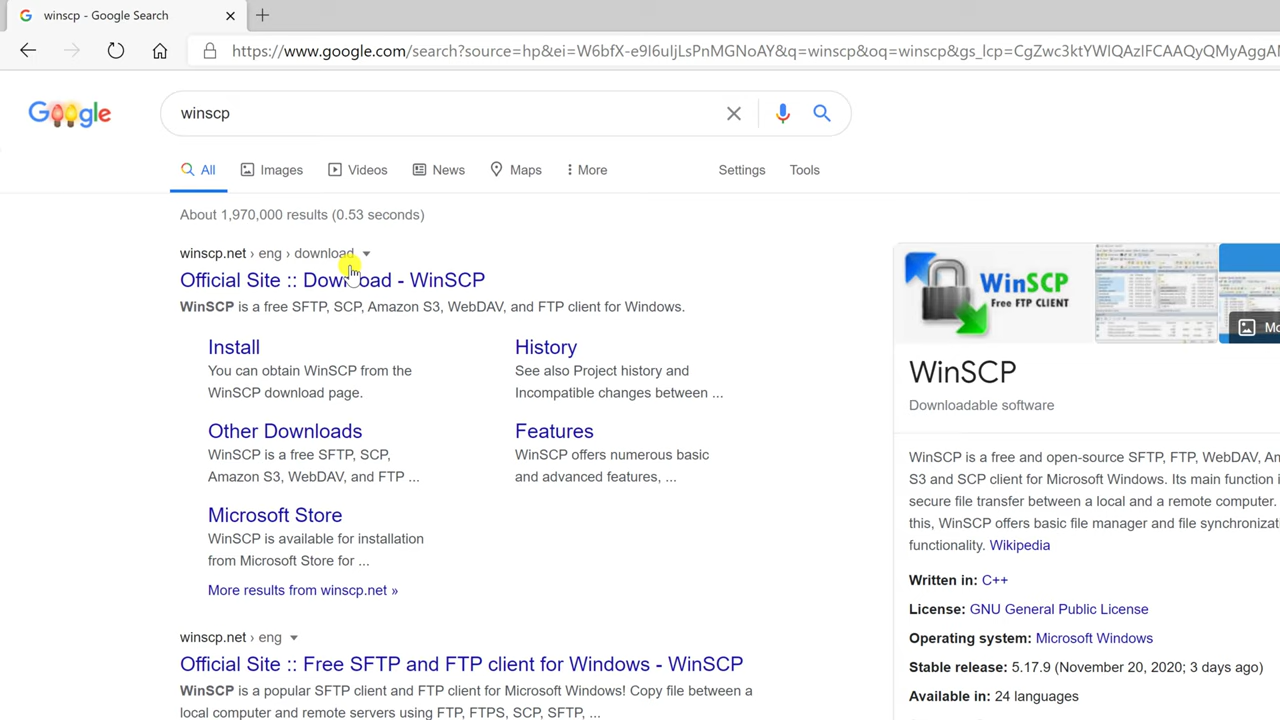 winscp - Google Search
https://www.google.com/search?source=hp&ei=W6bfX-e9I6uIjLsPnMGNoAY&q=winscp&oq=winscp&gs_lcp=CgZwc3ktYWIQAzIFCAAQyQMyAggAM
Google
winscp
All Images Videos News Maps More Settings Tools
About 1,970,000 results (0.53 seconds)
winscp.net › eng › download
Official Site :: Download - WinSCP
WinSCP is a free SFTP, SCP, Amazon S3, WebDAV, and FTP client for Windows.
Install
You can obtain WinSCP from the
WinSCP download page.
History
See also Project history and
Incompatible changes between ...
Other Downloads
WinSCP is a free SFTP, SCP,
Amazon S3, WebDAV, and FTP ...
Features
WinSCP offers numerous basic
and advanced features, ...
Microsoft Store
WinSCP is available for installation
from Microsoft Store for ...
More results from winscp.net »
winscp.net › eng
Official Site :: Free SFTP and FTP client for Windows - WinSCP
WinSCP is a popular SFTP client and FTP client for Microsoft Windows! Copy file between a
local computer and remote servers using FTP, FTPS, SCP, SFTP, ...
WinSCP
Free FTP CLIENT
Mo
WinSCP
Downloadable software
WinSCP is a free and open-source SFTP, FTP, WebDAV, Am
S3 and SCP client for Microsoft Windows. Its main function i
secure file transfer between a local and a remote computer.
this, WinSCP offers basic file manager and file synchronizat
functionality. Wikipedia
Written in: C++
License: GNU General Public License
Operating system: Microsoft Windows
Stable release: 5.17.9 (November 20, 2020; 3 days ago)
Available in: 24 languages